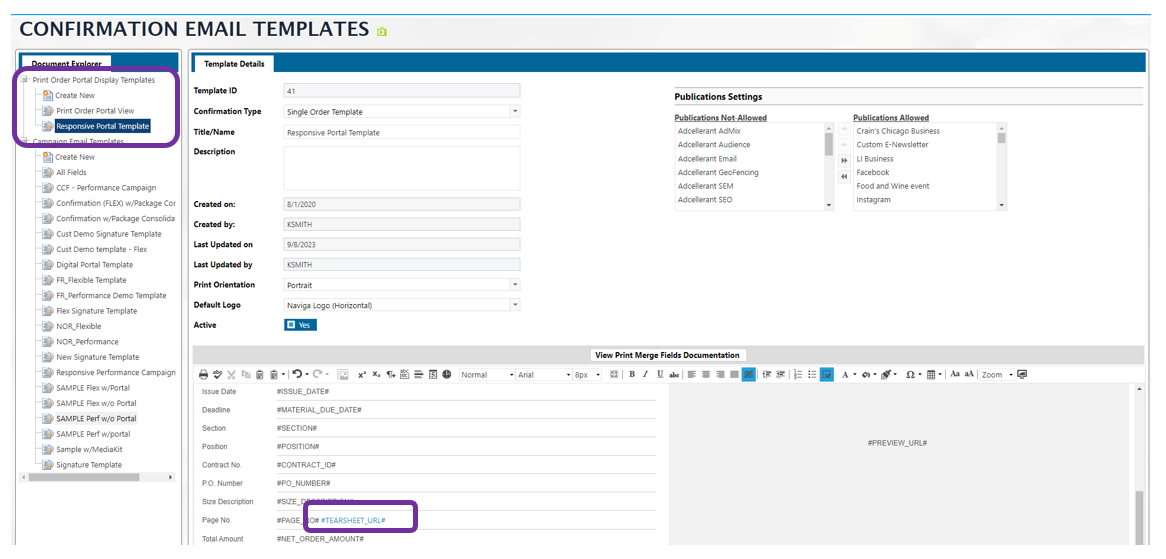 CONFIRMATION EMAIL TEMPLATES
Document Explorer
Print Order Portal Display Templates
Create New
Print Order Portal View
Responsive Portal Template
Campaign Email Templates
Create New
All Fields
CCF - Performance Campaign
Confirmation (FLEX) w/Package Cor
Confirmation w/Package Consolida
Cust Demo Signature Template
Cust Demo template - Flex
Digital Portal Template
FR_Flexible Template
FR_Performance Demo Template
Flex Signature Template
NOR_Flexible
NOR_Performance
New Signature Template
Responsive Performance Campaign
SAMPLE Flex w/Portal
SAMPLE Flex w/o Portal
SAMPLE Perf w/o Portal
SAMPLE Perf w/portal
Sample w/MediaKit
Signature Template
Template Details
Template ID 41
Confirmation Type Single Order Template
Title/Name Responsive Portal Template
Description
Created on: 8/1/2020
Created by: KSMITH
Last Updated on 9/8/2023
Last Updated by KSMITH
Print Orientation Portrait
Default Logo Naviga Logo (Horizontal)
Active Yes
Publications Settings
Publications Not-Allowed
Adcellerant AdMix
Adcellerant Audience
Adcellerant Email
Adcellerant GeoFencing
Adcellerant SEM
Adcellerant SEO
Publications Allowed
Crain's Chicago Business
Custom E-Newsletter
LI Business
Facebook
Food and Wine event
Instagram
View Print Merge Fields Documentation
Normal Arial 8px B I U abc A Ω Aa aA Zoom
Issue Date #ISSUE_DATE#
Deadline #MATERIAL_DUE_DATE#
Section #SECTION#
Position #POSITION#
Contract No. #CONTRACT_ID#
P.O. Number #PO_NUMBER#
Size Description
Page No. #TEARSHEET_URL#
Total Amount #NET_ORDER_AMOUNT#
#PREVIEW_URL#